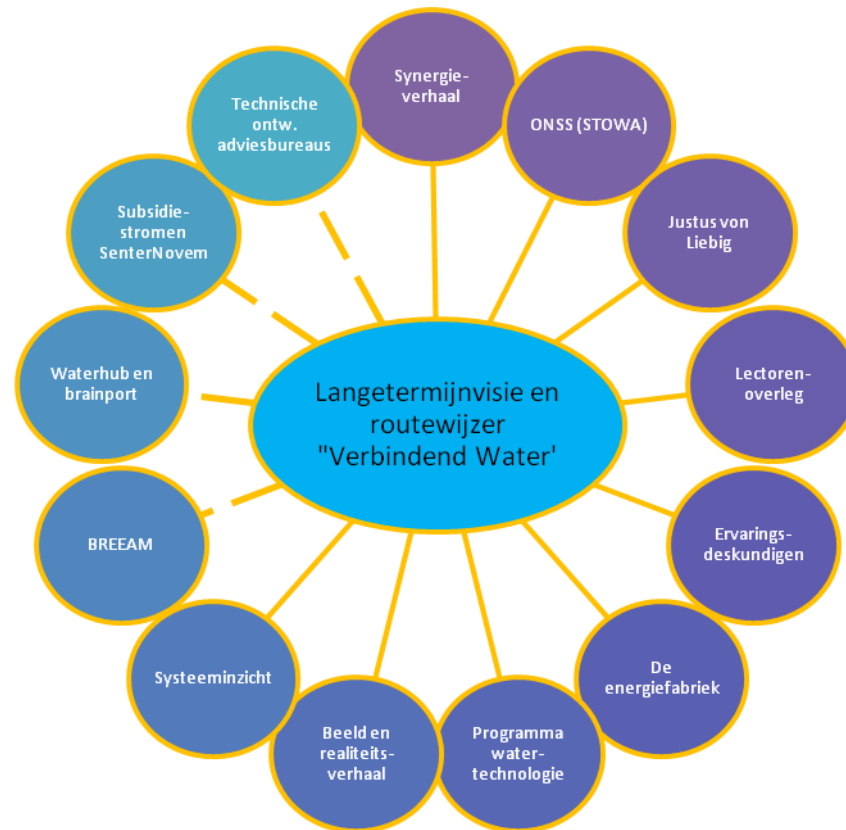 Synergie-
verhaal
ONSS (STOWA)
Justus von
Liebig
Lectoren-
overleg
Ervarings-
deskundigen
De
energiefabriek
Programma
water-
technologie
Beeld en
realiteits-
verhaal
Systeeminzicht
BREEAM
Waterhub en
brainport
Subsidie-
stromen
SenterNovem
Technische
ontw.
adviesbureaus
Langetermijnvisie en
routewijzer
"Verbindend Water'